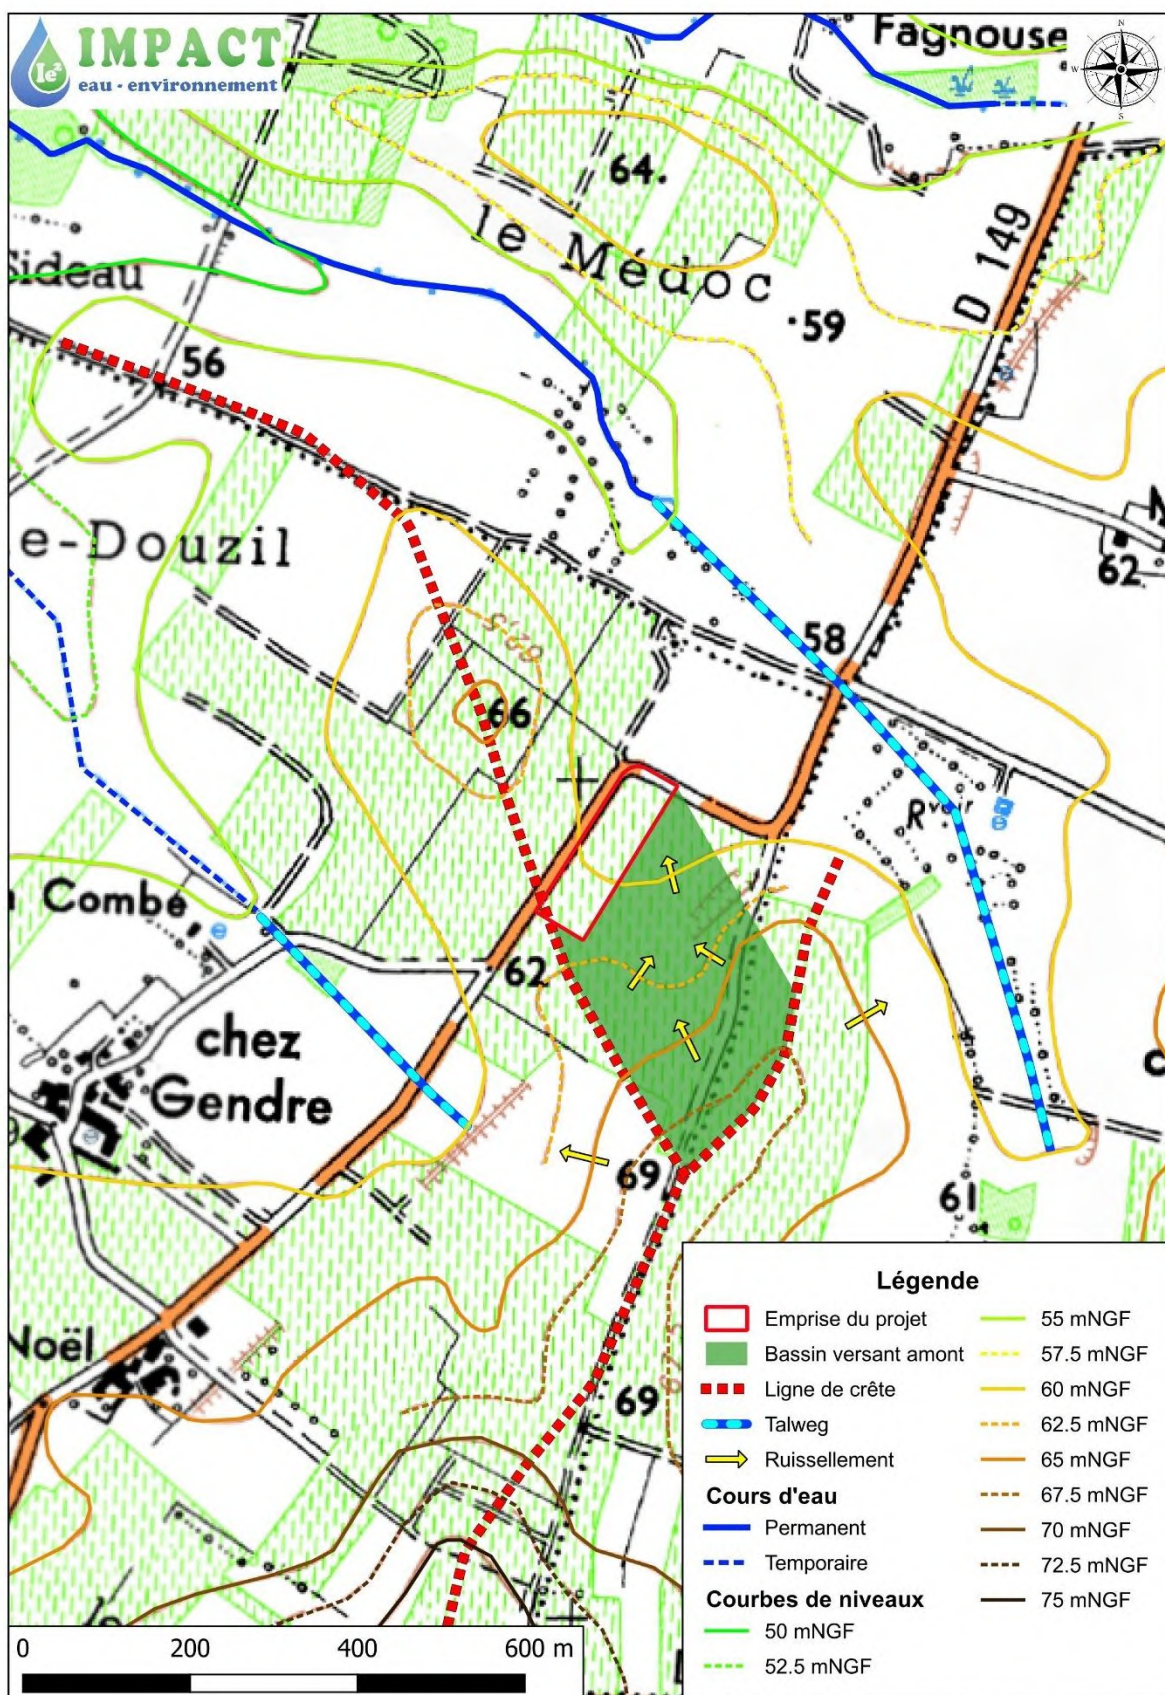 IMPACT
Ie²
eau - environnement
Fagnouse
N
W
S
64.
le Médoc
D 149
Sideau
.59
56
e-Douzil
62
62,5
58
66
Rvoir
Combe
62
chez
Gendre
69
61
Noël
69
Légende
Emprise du projet
Bassin versant amont
Ligne de crête
Talweg
Ruissellement
Cours d'eau
Permanent
Temporaire
Courbes de niveaux
50 mNGF
52.5 mNGF
55 mNGF
57.5 mNGF
60 mNGF
62.5 mNGF
65 mNGF
67.5 mNGF
70 mNGF
72.5 mNGF
75 mNGF
0 200 400 600 m